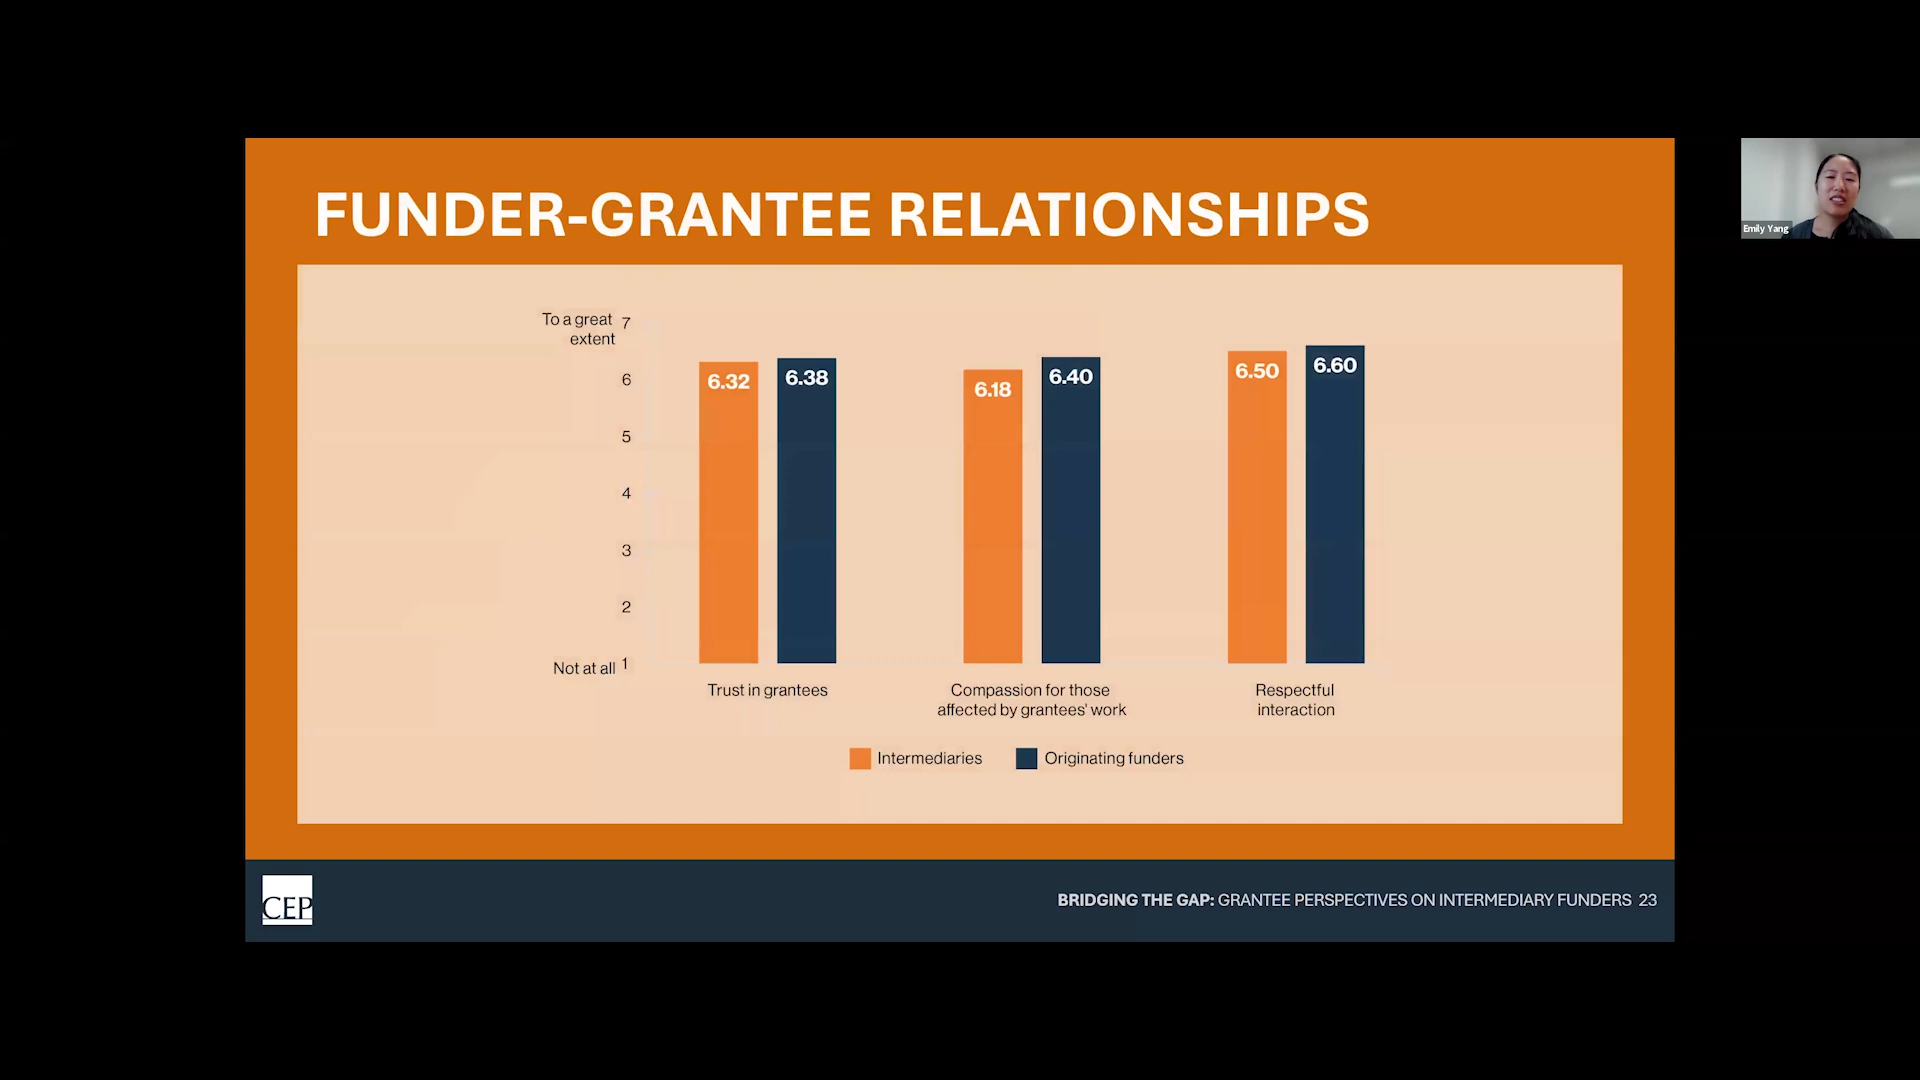 FUNDER-GRANTEE RELATIONSHIPS
Emily Yang
To a great
extent
7
6
5
4
3
2
Not at all
1
6.32
6.38
6.18
6.40
6.50
6.60
Trust in grantees
Compassion for those
affected by grantees' work
Respectful
interaction
Intermediaries
Originating funders
CEP
BRIDGING THE GAP: GRANTEE PERSPECTIVES ON INTERMEDIARY FUNDERS 23